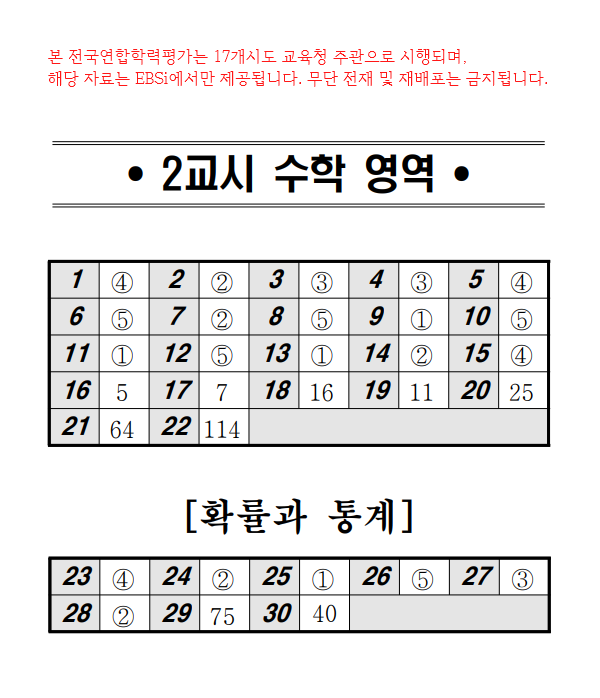 본 전국연합학력평가는 17개시도 교육청 주관으로 시행되며,
해당 자료는 EBSi에서만 제공됩니다. 무단 전재 및 재배포는 금지됩니다.
• 2교시 수학 영역 •
1 ④ 2 ② 3 ③ 4 ③ 5 ④
6 ⑤ 7 ② 8 ⑤ 9 ① 10 ⑤
11 ① 12 ⑤ 13 ① 14 ② 15 ④
16 5 17 7 18 16 19 11 20 25
21 64 22 114
[확률과 통계]
23 ④ 24 ② 25 ① 26 ⑤ 27 ③
28 ② 29 75 30 40